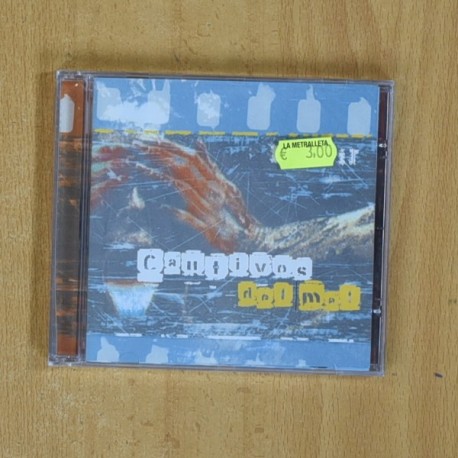 LA METRALLETA
€ 3.00
Cautivos
del mal